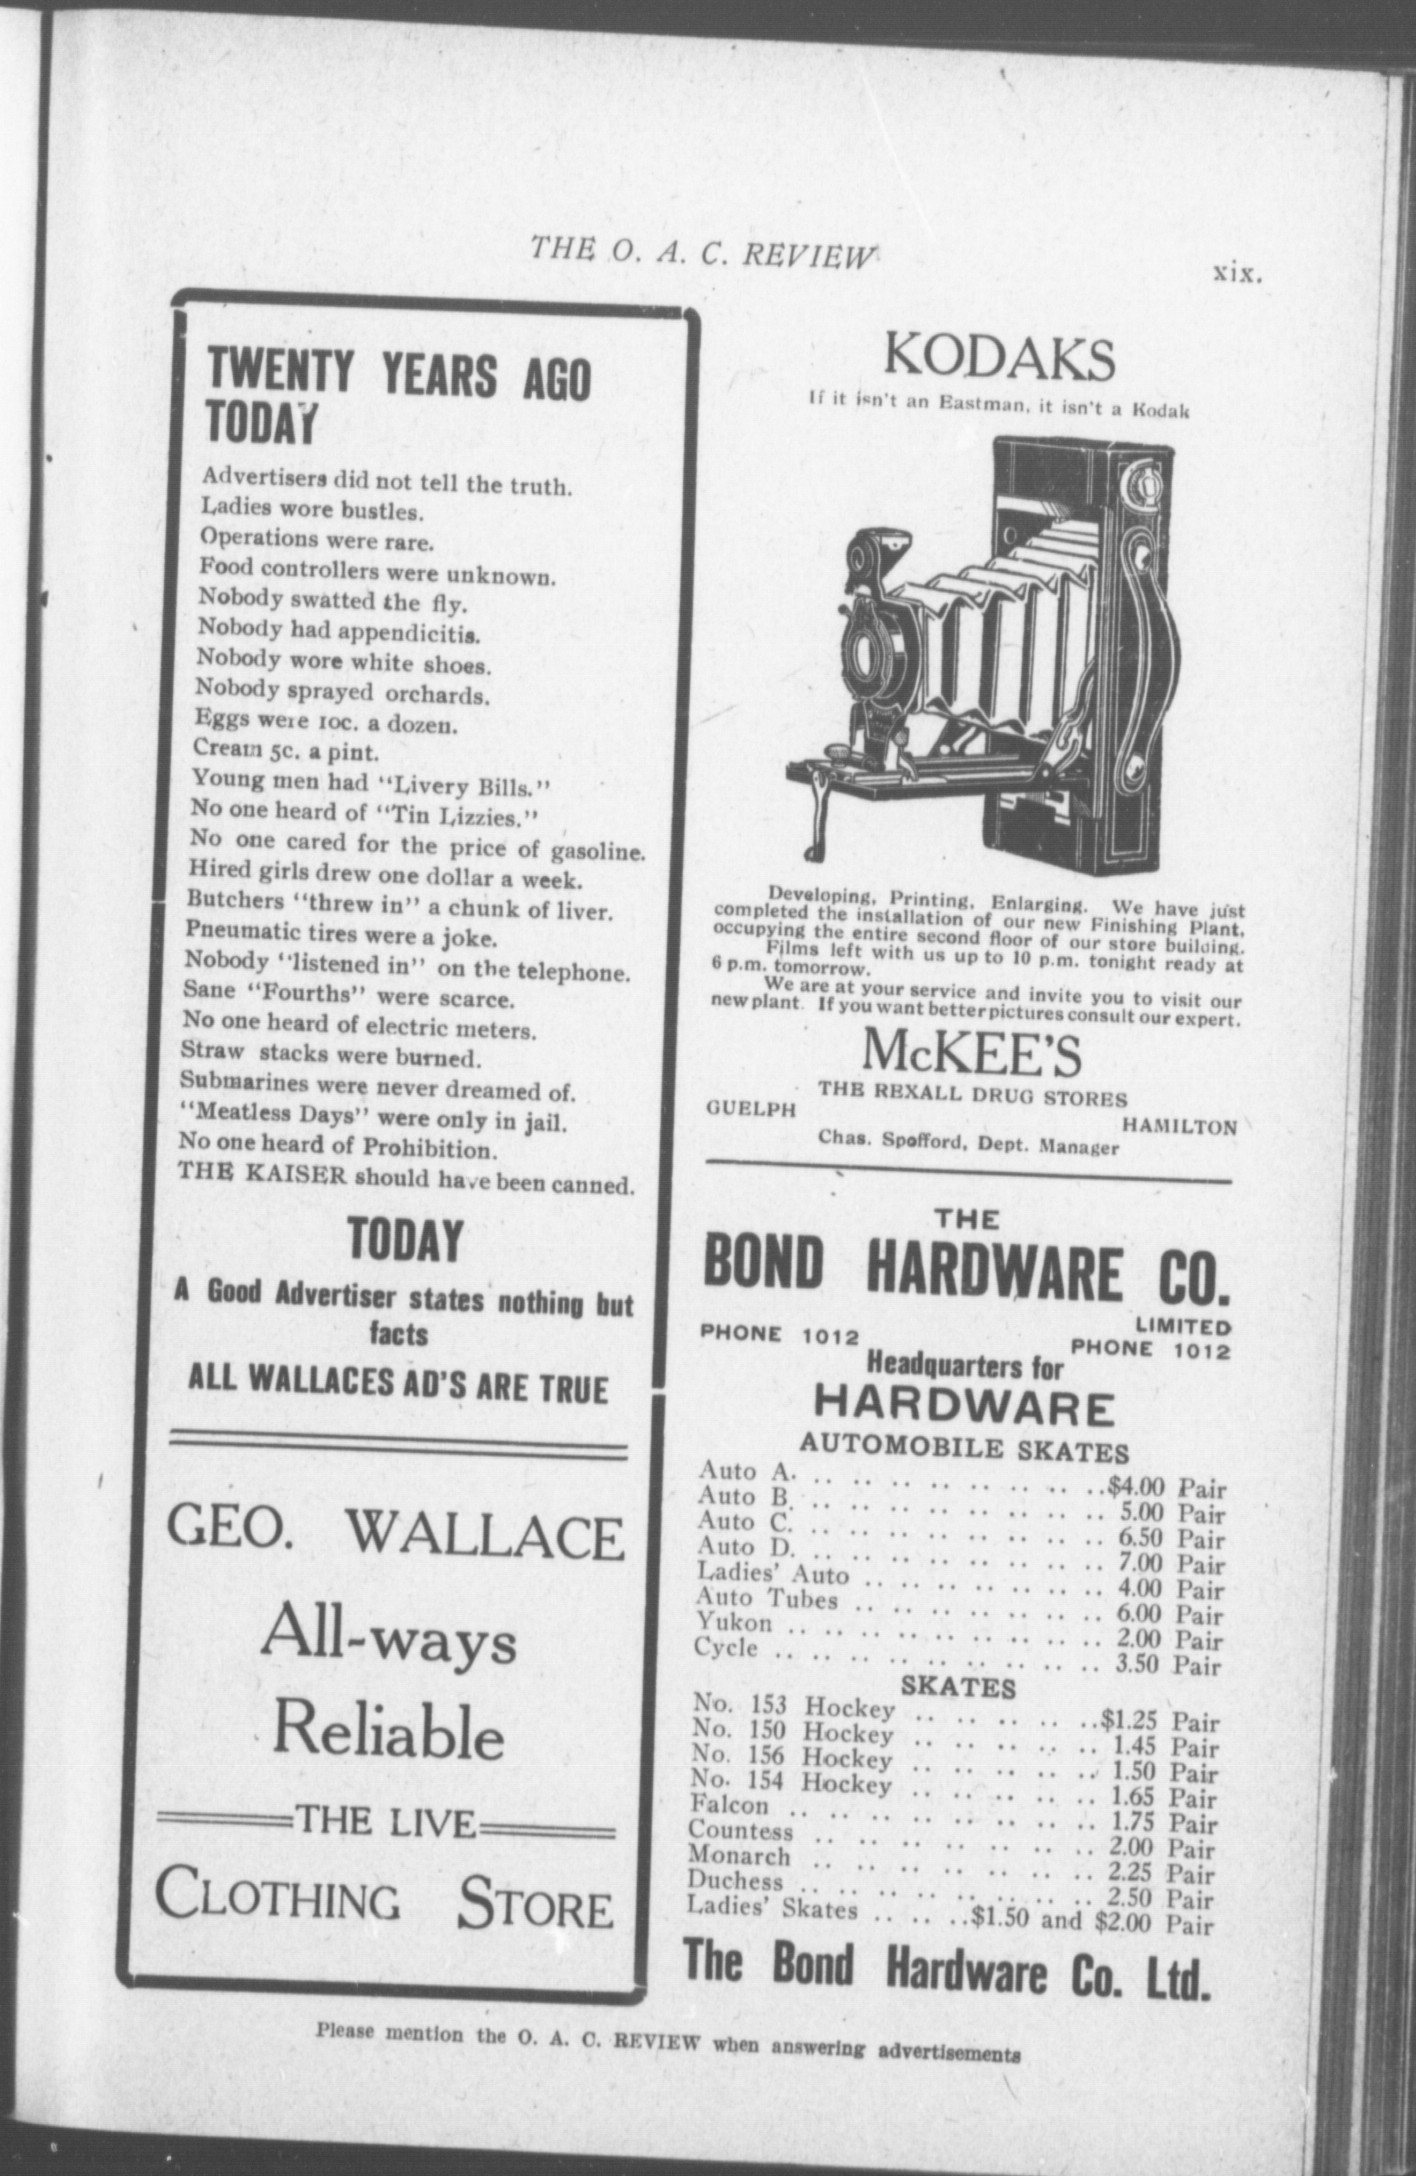 THE O. A. C. REVIEW
xix.
TWENTY YEARS AGO
TODAY
Advertisers did not tell the truth.
Ladies wore bustles.
Operations were rare.
Food controllers were unknown.
Nobody swatted the fly.
Nobody had appendicitis.
Nobody wore white shoes.
Nobody sprayed orchards.
Eggs were 10c. a dozen.
Cream 5c. a pint.
Young men had "Livery Bills."
No one heard of "Tin Lizzies."
No one cared for the price of gasoline.
Hired girls drew one dollar a week.
Butchers "threw in" a chunk of liver.
Pneumatic tires were a joke.
Nobody "listened in" on the telephone.
Sane "Fourths" were scarce.
No one heard of electric meters.
Straw stacks were burned.
Submarines were never dreamed of.
"Meatless Days" were only in jail.
No one heard of Prohibition.
THE KAISER should have been canned.
TODAY
A Good Advertiser states nothing but
facts
ALL WALLACES AD'S ARE TRUE
GEO. WALLACE
All-ways
Reliable
THE LIVE
CLOTHING STORE
KODAKS
If it isn't an Eastman, it isn't a Kodak
Developing, Printing, Enlarging. We have just
completed the installation of our new Finishing Plant,
occupying the entire second floor of our store building.
Films left with us up to 10 p.m. tonight ready at
6 p.m. tomorrow.
We are at your service and invite you to visit our
new plant. If you want better pictures consult our expert.
McKEE'S
THE REXALL DRUG STORES
GUELPH
HAMILTON
Chas. Spofford, Dept. Manager
THE
BOND HARDWARE CO.
LIMITED
PHONE 1012
PHONE 1012
Headquarters for
HARDWARE
AUTOMOBILE SKATES
Auto A. .. .. .. .. .. .. .. ..$4.00 Pair
Auto B. .. .. .. .. .. .. .. .. 5.00 Pair
Auto C. .. .. .. .. .. .. .. .. 6.50 Pair
Auto D. .. .. .. .. .. .. .. .. 7.00 Pair
Ladies' Auto .. .. .. .. .. .. .. 4.00 Pair
Auto Tubes .. .. .. .. .. .. .. 6.00 Pair
Yukon .. .. .. .. .. .. .. .. .. 2.00 Pair
Cycle .. .. .. .. .. .. .. .. .. 3.50 Pair
SKATES
No. 153 Hockey .. .. .. .. ..$1.25 Pair
No. 150 Hockey .. .. .. .. .. 1.45 Pair
No. 156 Hockey .. .. .. .. .. 1.50 Pair
No. 154 Hockey .. .. .. .. .. 1.65 Pair
Falcon .. .. .. .. .. .. .. .. 1.75 Pair
Countess .. .. .. .. .. .. .. 2.00 Pair
Monarch .. .. .. .. .. .. .. 2.25 Pair
Duchess .. .. .. .. .. .. .. 2.50 Pair
Ladies' Skates .. .. ..$1.50 and $2.00 Pair
The Bond Hardware Co. Ltd.
Please mention the O. A. C. REVIEW when answering advertisements